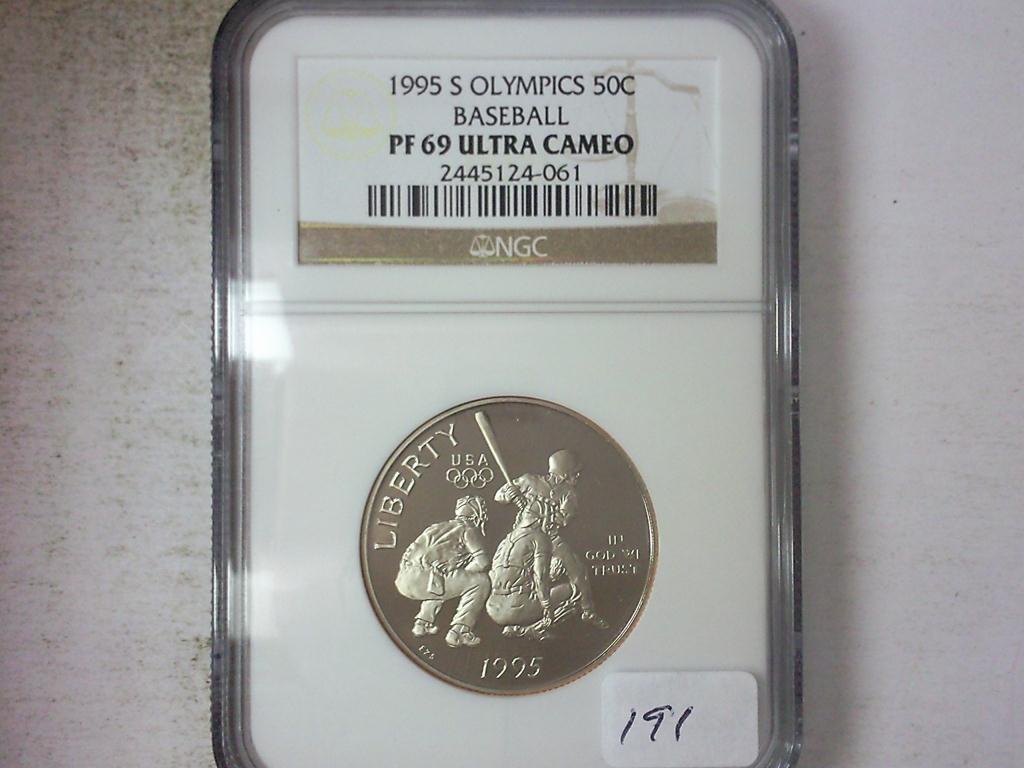 1995 S OLYMPICS 50C
BASEBALL
PF 69 ULTRA CAMEO
2445124-061
NGC
LIBERTY
USA
IN
GOD WE
TRUST
1995
191